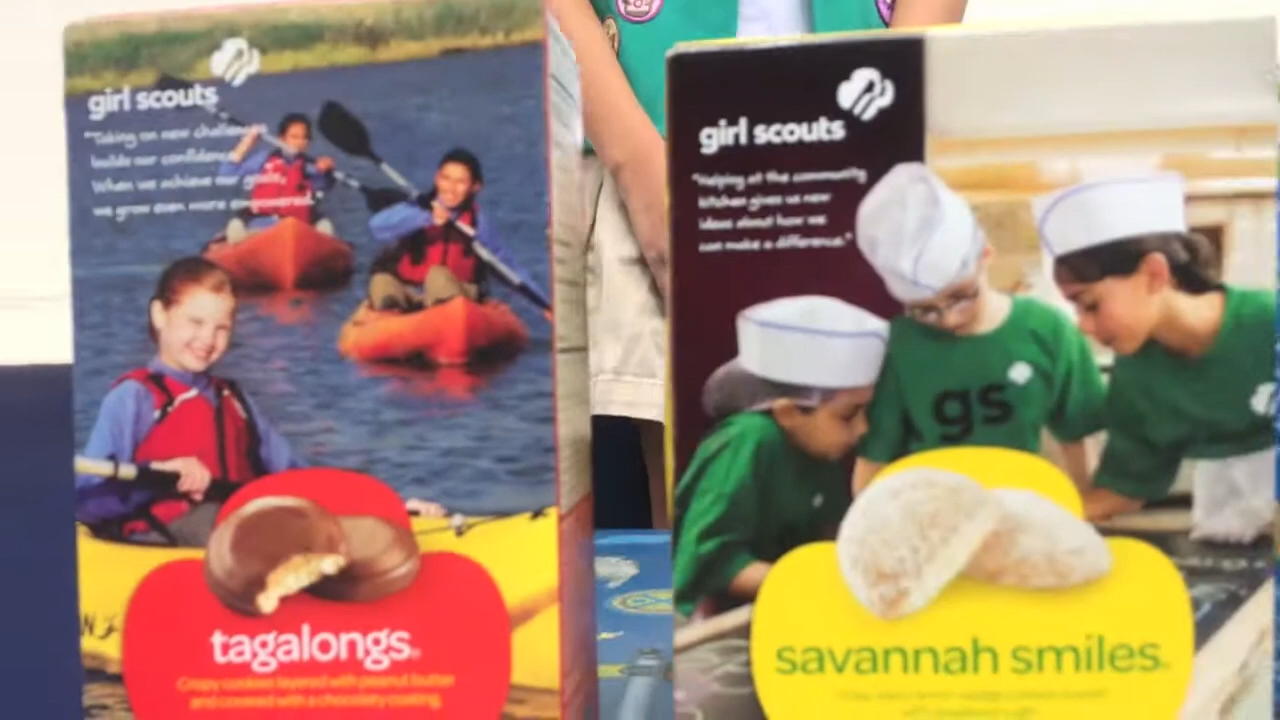 girl scouts
"Taking on new challenges
builds our confidence.
When we achieve our goals,
we grow even more empowered."
tagalongs®
Crispy cookies layered with peanut butter
and covered with a chocolaty coating.
girl scouts
"Helping at the community
kitchen gives us new
ideas about how we
can make a difference."
gs
savannah smiles®